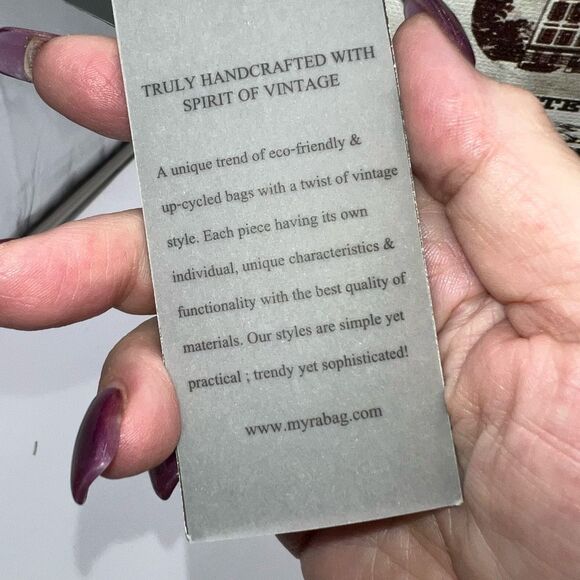 TRULY HANDCRAFTED WITH
SPIRIT OF VINTAGE
A unique trend of eco-friendly &
up-cycled bags with a twist of vintage
style. Each piece having its own
individual, unique characteristics &
functionality with the best quality of
materials. Our styles are simple yet
practical ; trendy yet sophisticated!
www.myrabag.com